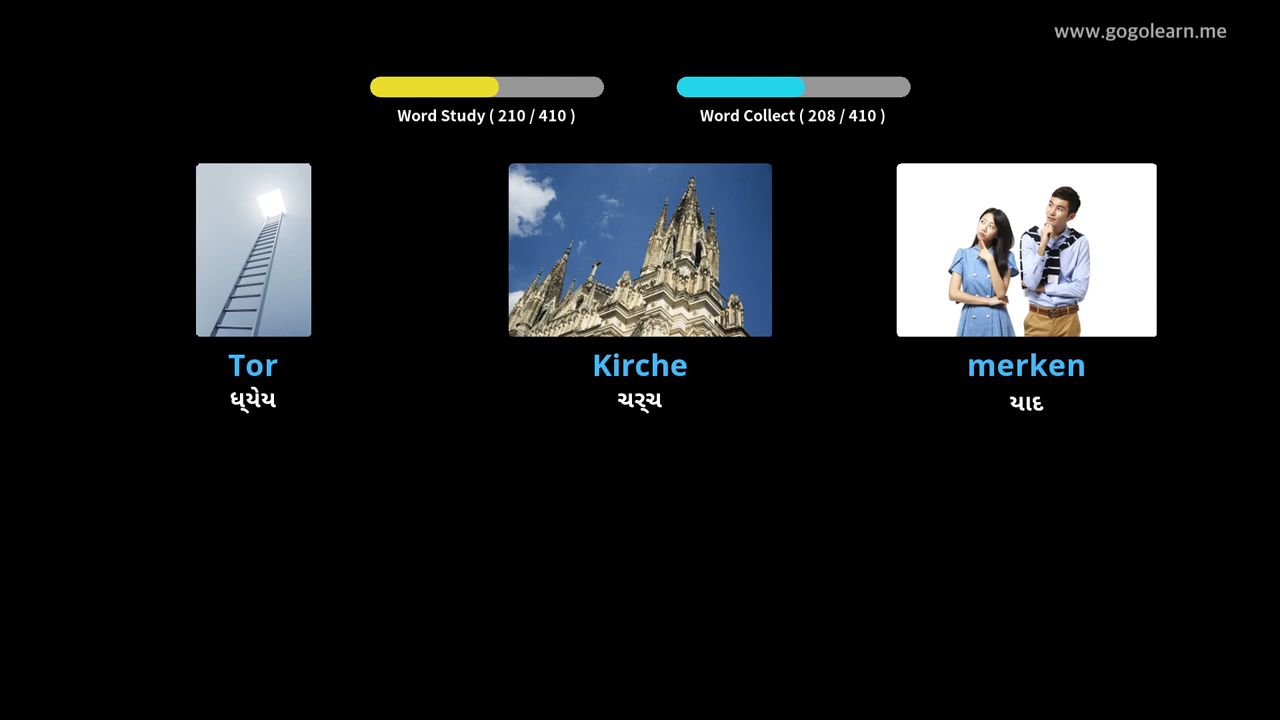 www.gogolearn.me
Word Study ( 210 / 410 )
Word Collect ( 208 / 410 )
Tor
Kirche
merken
ધ્યેય
ચર્ચ
યાદ